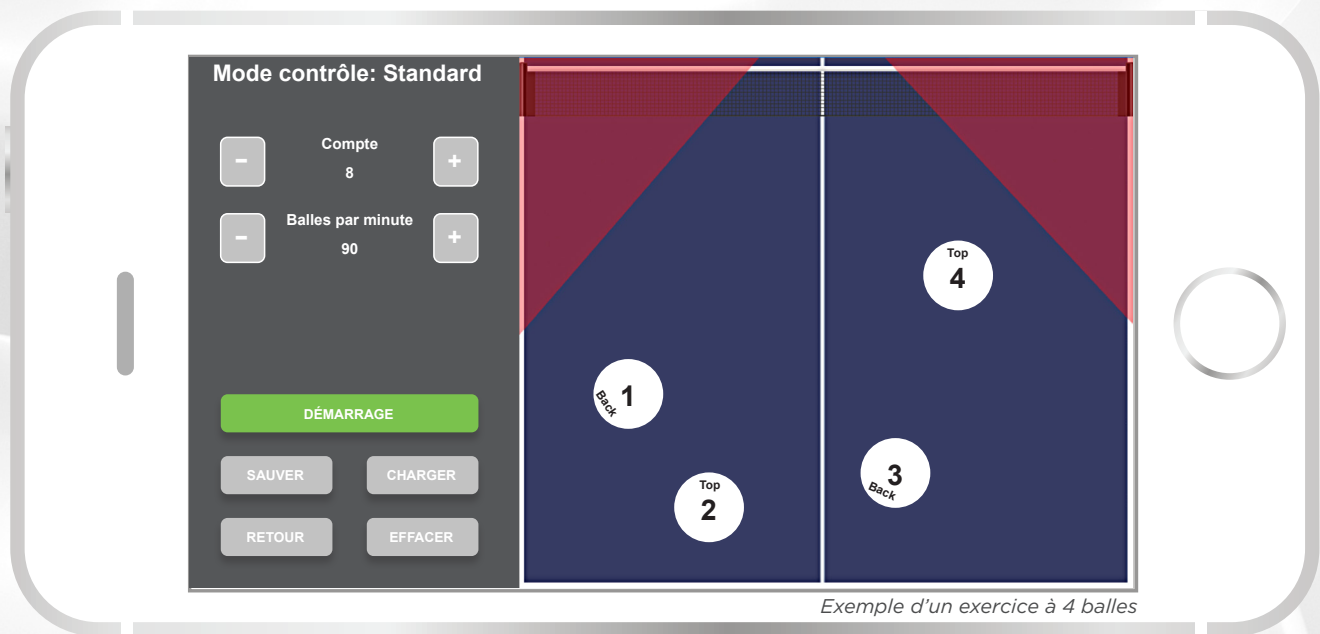 Mode contrôle: Standard
−
Compte
8
+
−
Balles par minute
90
+
DÉMARRAGE
SAUVER
CHARGER
RETOUR
EFFACER
Top
4
1
Back
Top
2
3
Back
Exemple d'un exercice à 4 balles